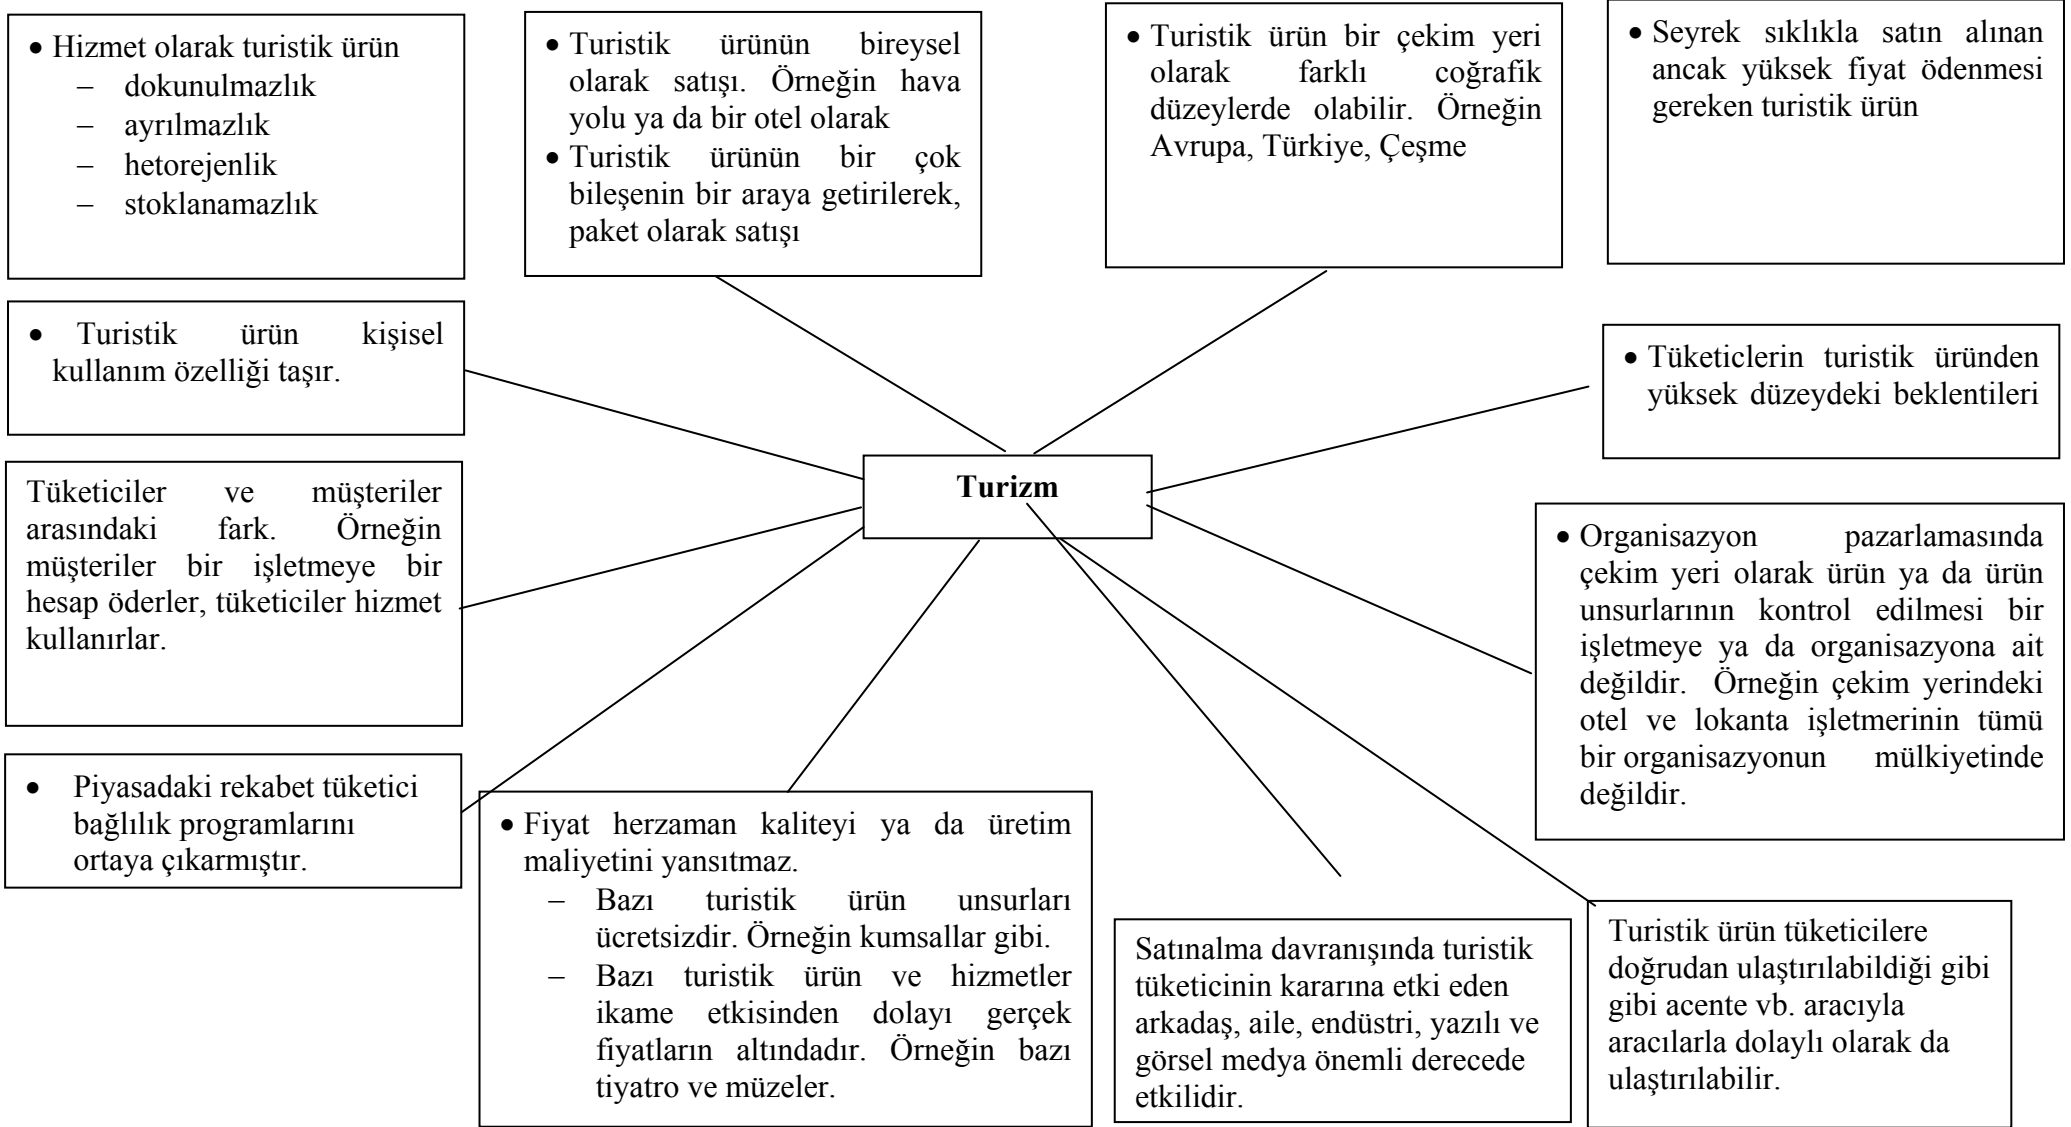 • Hizmet olarak turistik ürün
– dokunulmazlık
– ayrılmazlık
– hetorejenlik
– stoklanamazlık
• Turistik ürünün bireysel
olarak satışı. Örneğin hava
yolu ya da bir otel olarak
• Turistik ürünün bir çok
bileşenin bir araya getirilerek,
paket olarak satışı
• Turistik ürün bir çekim yeri
olarak farklı coğrafik
düzeylerde olabilir. Örneğin
Avrupa, Türkiye, Çeşme
• Seyrek sıklıkla satın alınan
ancak yüksek fiyat ödenmesi
gereken turistik ürün
• Turistik ürün kişisel
kullanım özelliği taşır.
• Tüketiclerin turistik üründen
yüksek düzeydeki beklentileri
Turizm
Tüketiciler ve müşteriler
arasındaki fark. Örneğin
müşteriler bir işletmeye bir
hesap öderler, tüketiciler hizmet
kullanırlar.
• Organisazyon pazarlamasında
çekim yeri olarak ürün ya da ürün
unsurlarının kontrol edilmesi bir
işletmeye ya da organisazyona ait
değildir. Örneğin çekim yerindeki
otel ve lokanta işletmerinin tümü
bir organisazyonun mülkiyetinde
değildir.
• Piyasadaki rekabet tüketici
bağlılık programlarını
ortaya çıkarmıştır.
• Fiyat herzaman kaliteyi ya da üretim
maliyetini yansıtmaz.
– Bazı turistik ürün unsurları
ücretsizdir. Örneğin kumsallar gibi.
– Bazı turistik ürün ve hizmetler
ikame etkisinden dolayı gerçek
fiyatların altındadır. Örneğin bazı
tiyatro ve müzeler.
Satınalma davranışında turistik
tüketicinin kararına etki eden
arkadaş, aile, endüstri, yazılı ve
görsel medya önemli derecede
etkilidir.
Turistik ürün tüketicilere
doğrudan ulaştırılabildiği gibi
gibi acente vb. aracıyla
aracılarla dolaylı olarak da
ulaştırılabilir.